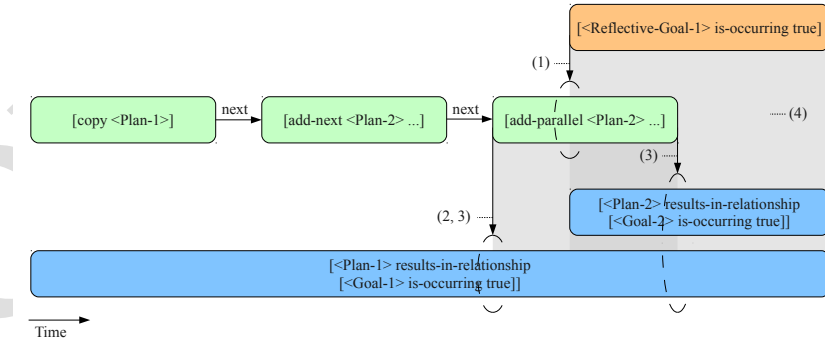 [<Reflective-Goal-1> is-occurring true]
(1)
[copy <Plan-1>]
next
[add-next <Plan-2> ...]
next
[add-parallel <Plan-2> ...]
(4)
(3)
[<Plan-2> results-in-relationship
[<Goal-2> is-occurring true]]
(2, 3)
[<Plan-1> results-in-relationship
[<Goal-1> is-occurring true]]
Time